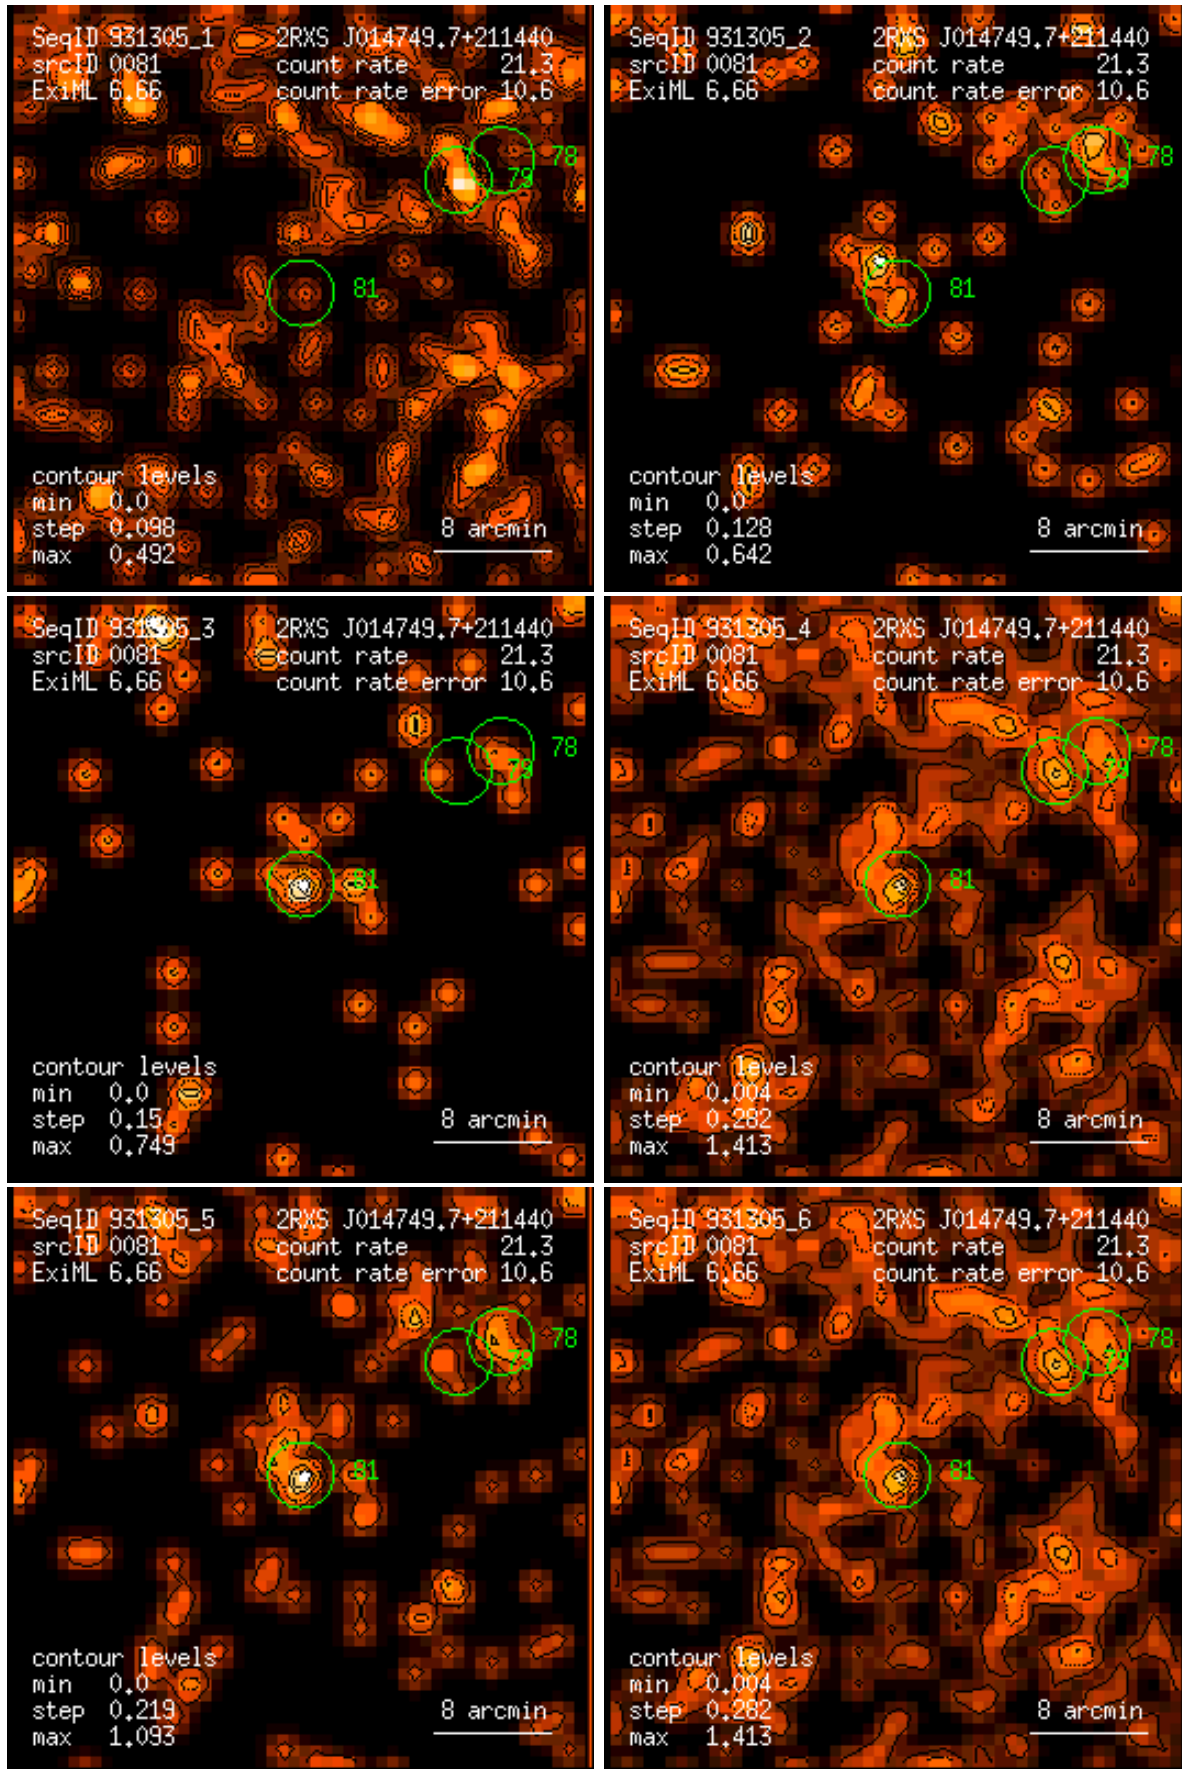 SeqID 931305_1 2RXS J014749.7+211440
srcID 0081 count rate 21.3
ExiML 6.66 count rate error 10.6
78
79
81
contour levels
min 0.0
step 0.098
max 0.492
8 arcmin
SeqID 931305_2 2RXS J014749.7+211440
srcID 0081 count rate 21.3
ExiML 6.66 count rate error 10.6
78
79
81
contour levels
min 0.0
step 0.128
max 0.642
8 arcmin
SeqID 931305_3 2RXS J014749.7+211440
srcID 0081 count rate 21.3
ExiML 6.66 count rate error 10.6
78
79
81
contour levels
min 0.0
step 0.15
max 0.749
8 arcmin
SeqID 931305_4 2RXS J014749.7+211440
srcID 0081 count rate 21.3
ExiML 6.66 count rate error 10.6
78
79
81
contour levels
min 0.004
step 0.282
max 1.413
8 arcmin
SeqID 931305_5 2RXS J014749.7+211440
srcID 0081 count rate 21.3
ExiML 6.66 count rate error 10.6
78
79
81
contour levels
min 0.0
step 0.219
max 1.093
8 arcmin
SeqID 931305_6 2RXS J014749.7+211440
srcID 0081 count rate 21.3
ExiML 6.66 count rate error 10.6
78
79
81
contour levels
min 0.004
step 0.282
max 1.413
8 arcmin